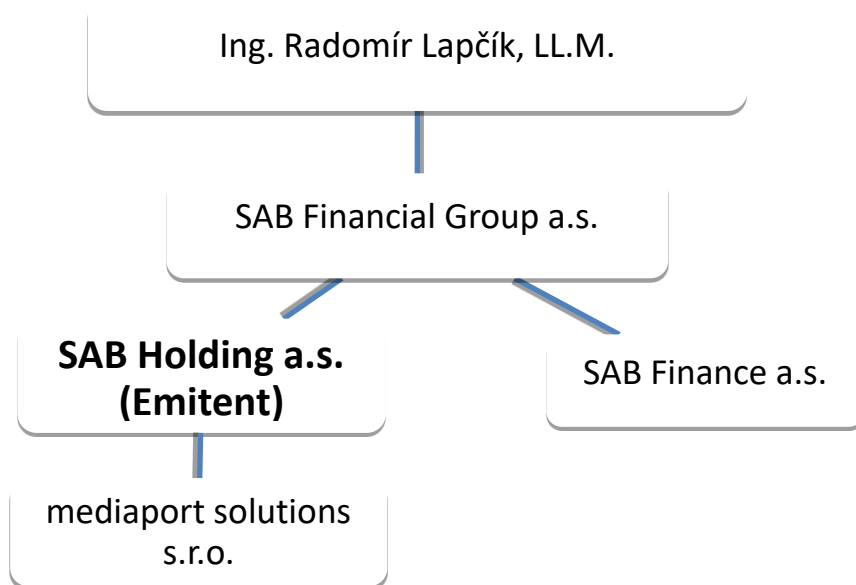 Ing. Radomír Lapčík, LL.M.
SAB Financial Group a.s.
SAB Holding a.s.
(Emitent)
SAB Finance a.s.
mediaport solutions
s.r.o.